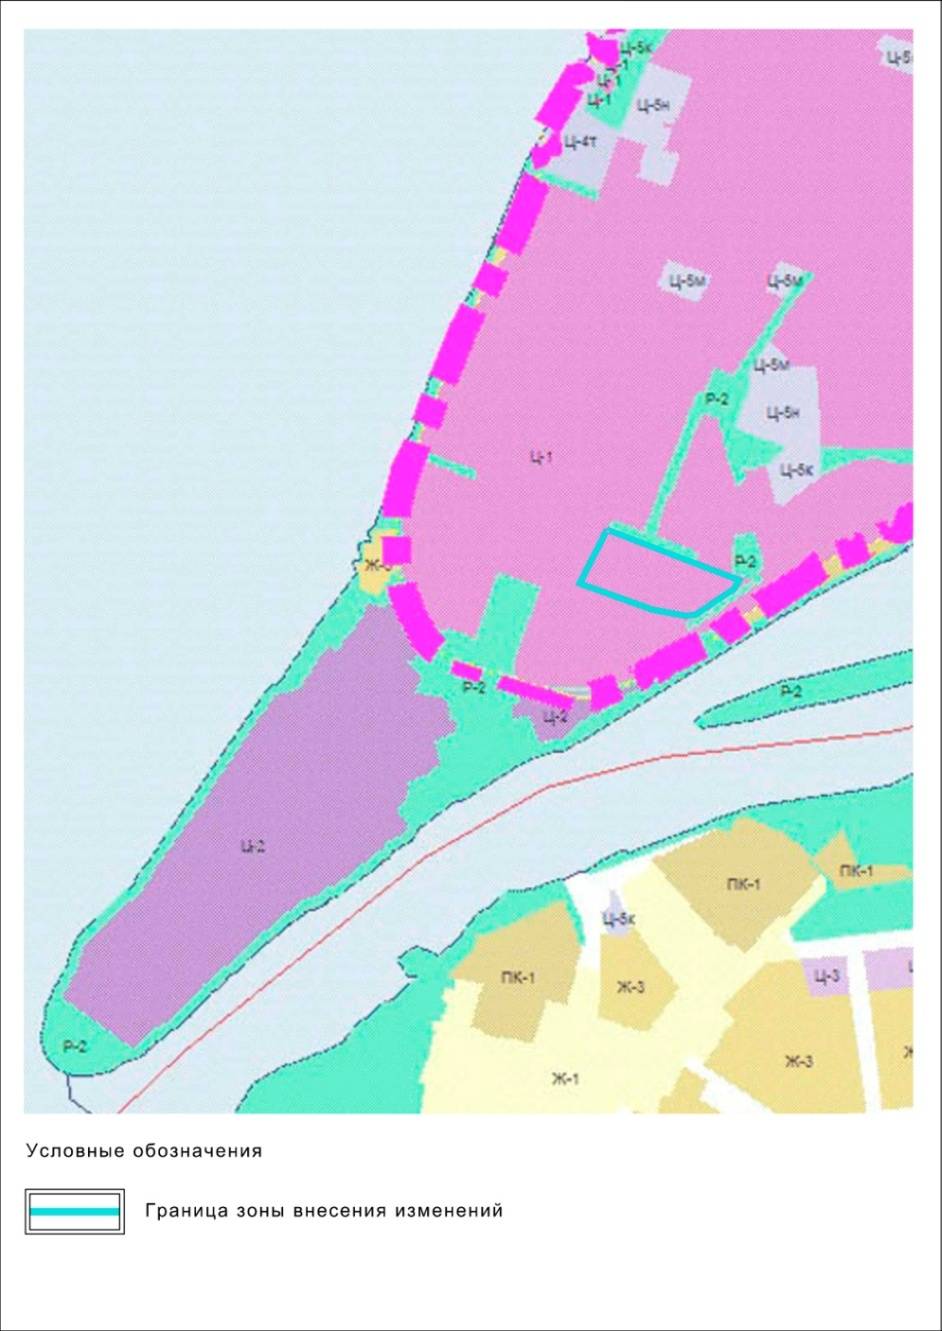 Ц-5к
Ц-1
Ц-1
Ц-5н
Ц-4т
Ц-5м
Ц-5м
Ц-5м
Р-2
Ц-5н
Ц-1
Ц-5к
Р-2
Р-2
Ц-2
Р-2
Ц-2
ПК-1
ПК-1
Ц-5к
ПК-1
Ж-3
Ц-3
Р-2
Ж-3
Ж-1
Условные обозначения
Граница зоны внесения изменений